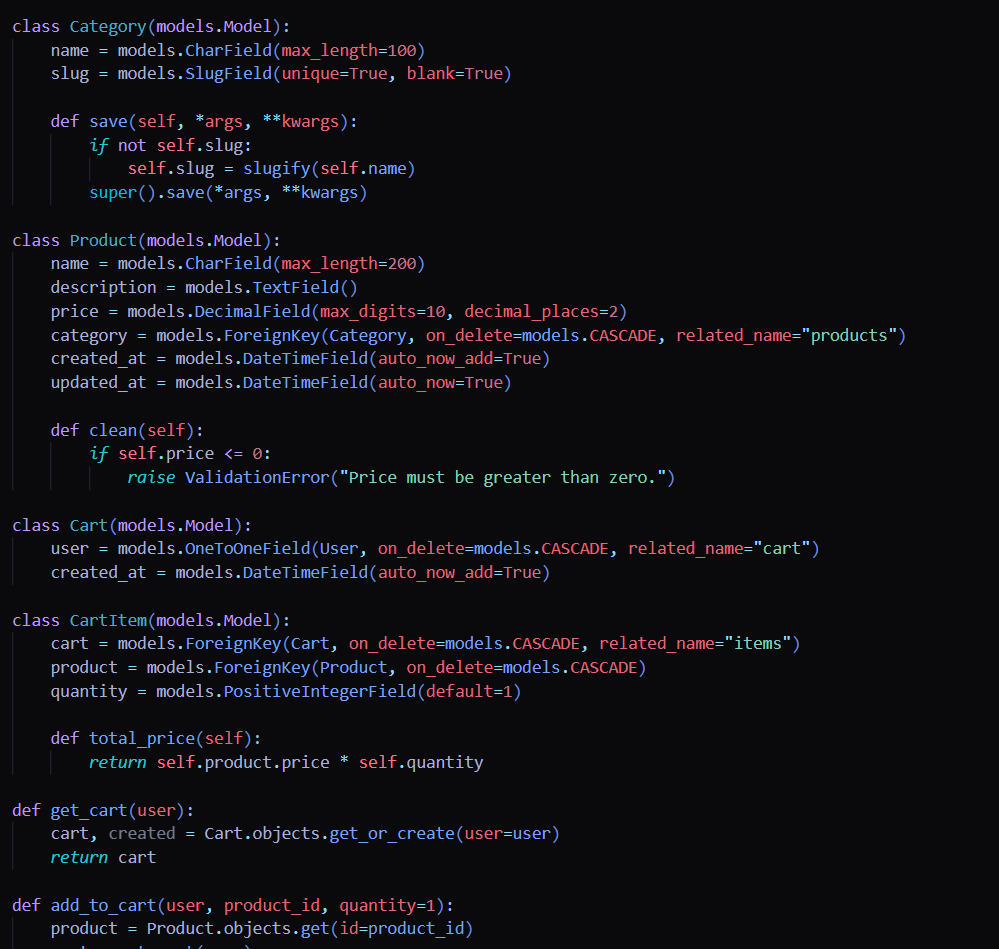 class Category(models.Model):
    name = models.CharField(max_length=100)
    slug = models.SlugField(unique=True, blank=True)

    def save(self, *args, **kwargs):
        if not self.slug:
            self.slug = slugify(self.name)
        super().save(*args, **kwargs)

class Product(models.Model):
    name = models.CharField(max_length=200)
    description = models.TextField()
    price = models.DecimalField(max_digits=10, decimal_places=2)
    category = models.ForeignKey(Category, on_delete=models.CASCADE, related_name="products")
    created_at = models.DateTimeField(auto_now_add=True)
    updated_at = models.DateTimeField(auto_now=True)

    def clean(self):
        if self.price <= 0:
            raise ValidationError("Price must be greater than zero.")

class Cart(models.Model):
    user = models.OneToOneField(User, on_delete=models.CASCADE, related_name="cart")
    created_at = models.DateTimeField(auto_now_add=True)

class CartItem(models.Model):
    cart = models.ForeignKey(Cart, on_delete=models.CASCADE, related_name="items")
    product = models.ForeignKey(Product, on_delete=models.CASCADE)
    quantity = models.PositiveIntegerField(default=1)

    def total_price(self):
        return self.product.price * self.quantity

def get_cart(user):
    cart, created = Cart.objects.get_or_create(user=user)
    return cart

def add_to_cart(user, product_id, quantity=1):
    product = Product.objects.get(id=product_id)